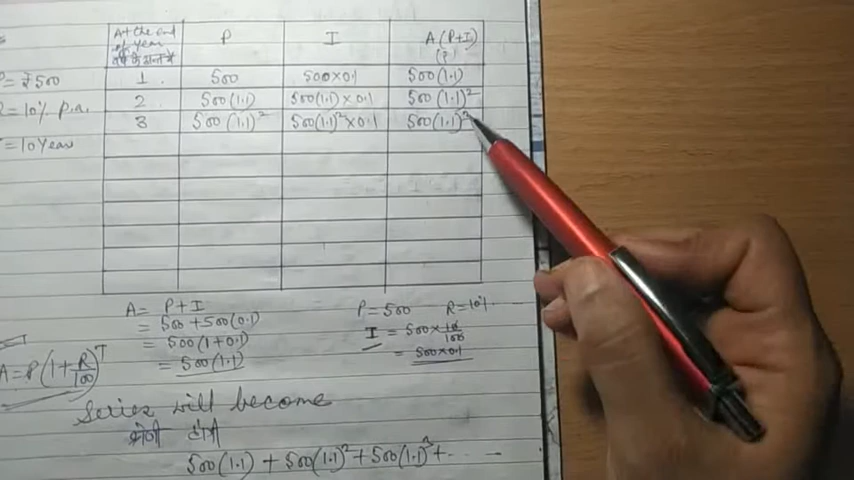 At the end of Year वर्ष के अन्त में P I A (P+I) (₹)
P = ₹500 1 500 500×0.1 500(1.1)
R = 10% p.a. 2 500(1.1) 500(1.1)×0.1 500(1.1)²
3 500(1.1)² 500(1.1)²×0.1 500(1.1)³
= 10 Years
A = P+I
= 500+500(0.1)
= 500(1+0.1)
= 500(1.1)
P = 500 R = 10%
I = 500×10/100
= 500×0.1
A = P(1+R/100)^T
Series will become
श्रेणी होगी
500(1.1) + 500(1.1)² + 500(1.1)³ + . . . -